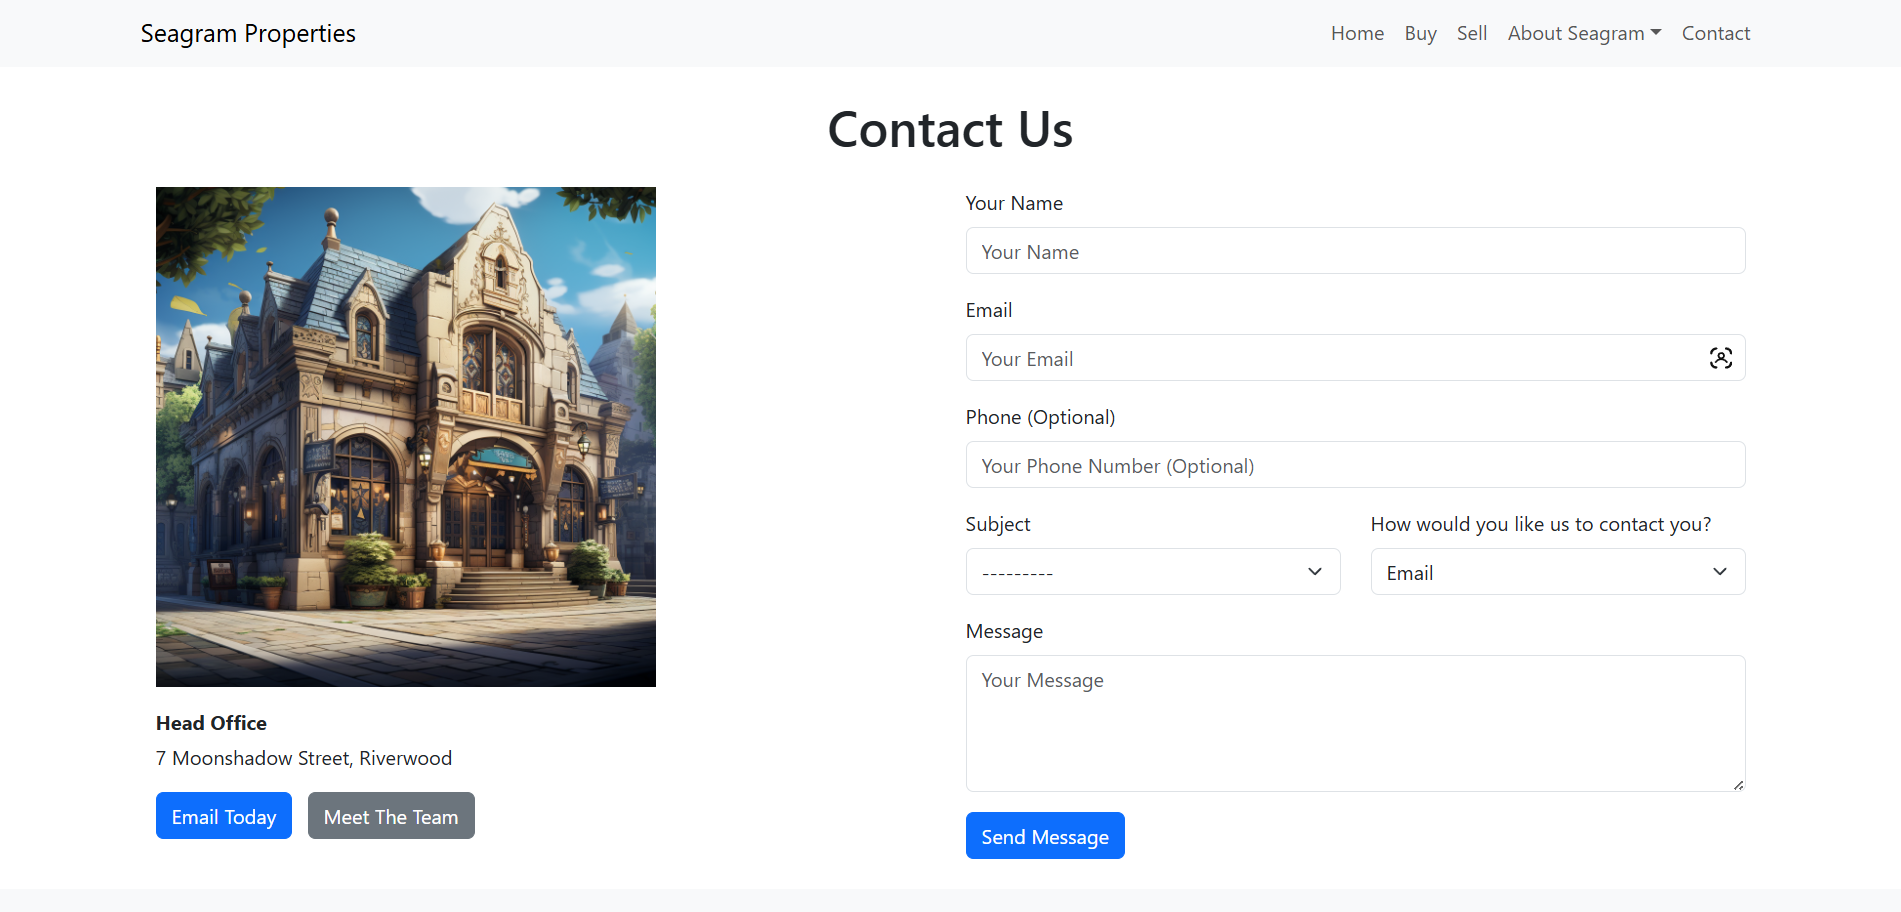 Seagram Properties
Home Buy Sell About Seagram Contact
Contact Us
Head Office
7 Moonshadow Street, Riverwood
Email Today Meet The Team
Your Name
Your Name
Email
Your Email
Phone (Optional)
Your Phone Number (Optional)
Subject How would you like us to contact you?
--------- Email
Message
Your Message
Send Message